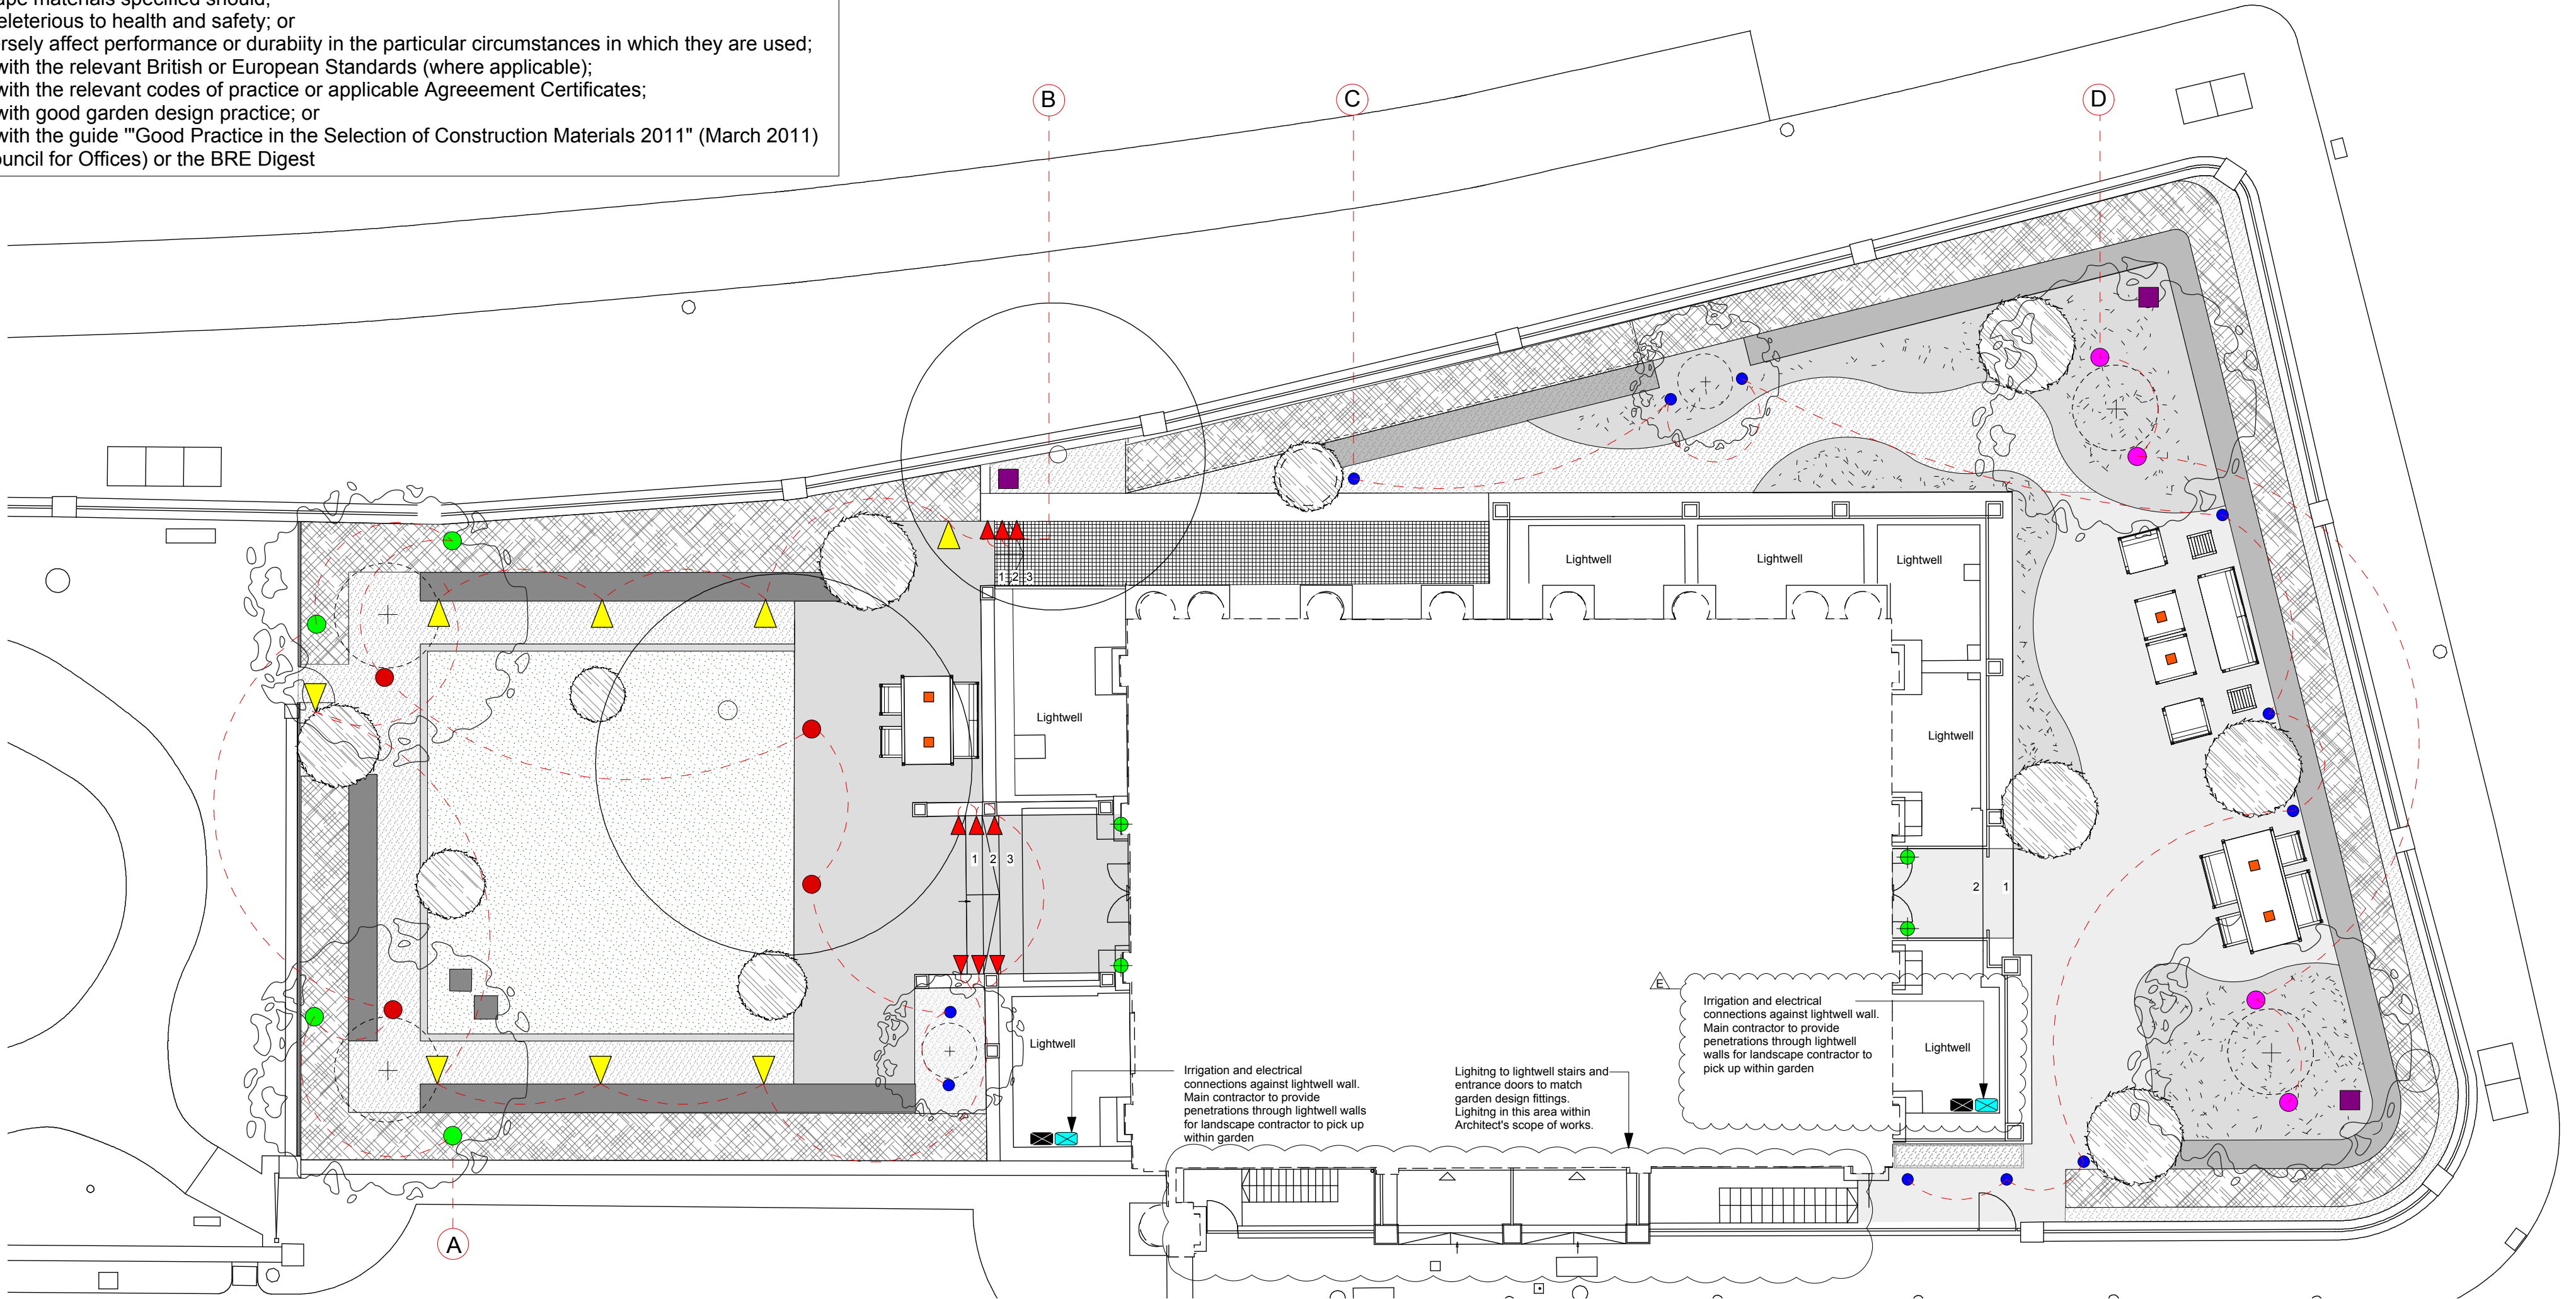 ape materials specified should;
eleterious to health and safety; or
ersely affect performance or durabiity in the particular circumstances in which they are used;
with the relevant British or European Standards (where applicable);
with the relevant codes of practice or applicable Agreeement Certificates;
with good garden design practice; or
with the guide '"Good Practice in the Selection of Construction Materials 2011" (March 2011)
ouncil for Offices) or the BRE Digest
B
C
D
1 2 3
Lightwell
Lightwell
Lightwell
Lightwell
Lightwell
1 2 3
2 1
E
Irrigation and electrical
connections against lightwell wall.
Main contractor to provide
penetrations through lightwell
walls for landscape contractor to
pick up within garden
Lightwell
Lightwell
Irrigation and electrical
connections against lightwell wall.
Main contractor to provide
penetrations through lightwell walls
for landscape contractor to pick up
within garden
Lighitng to lightwell stairs and
entrance doors to match
garden design fittings.
Lighitng in this area within
Architect's scope of works.
A